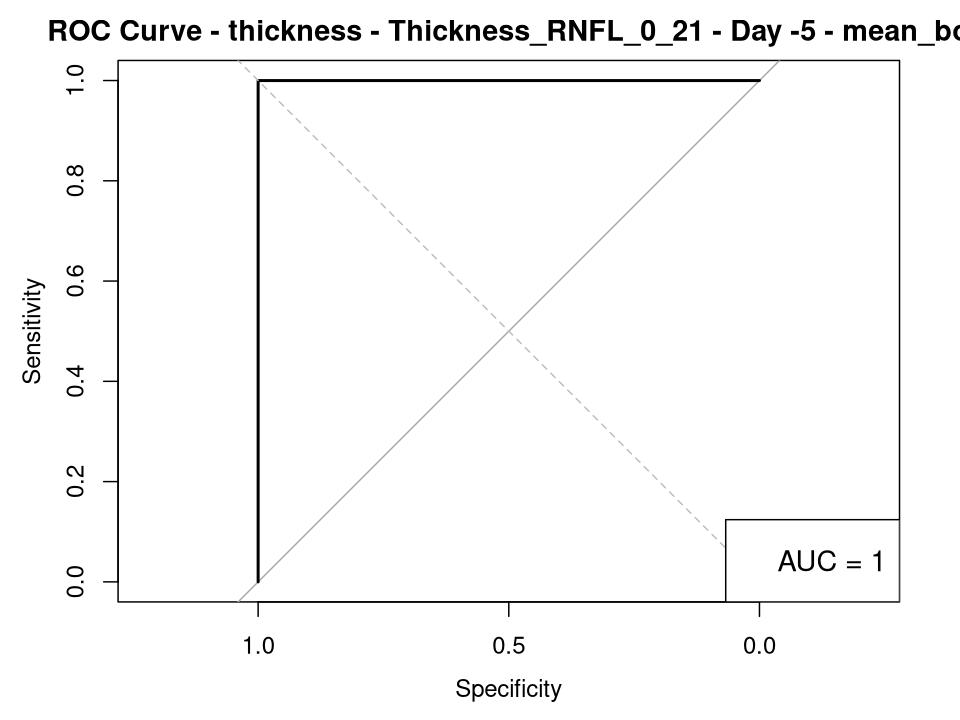 ROC Curve - thickness - Thickness_RNFL_0_21 - Day -5 - mean_bo
1.0
0.8
0.6
0.4
0.2
0.0
Sensitivity
AUC = 1
1.0 0.5 0.0
Specificity